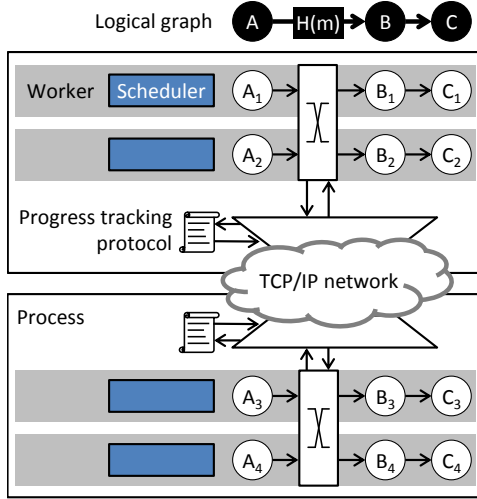 Logical graph A H(m) B C
Worker Scheduler A1 B1 C1
A2 B2 C2
Progress tracking
protocol
TCP/IP network
Process
A3 B3 C3
A4 B4 C4